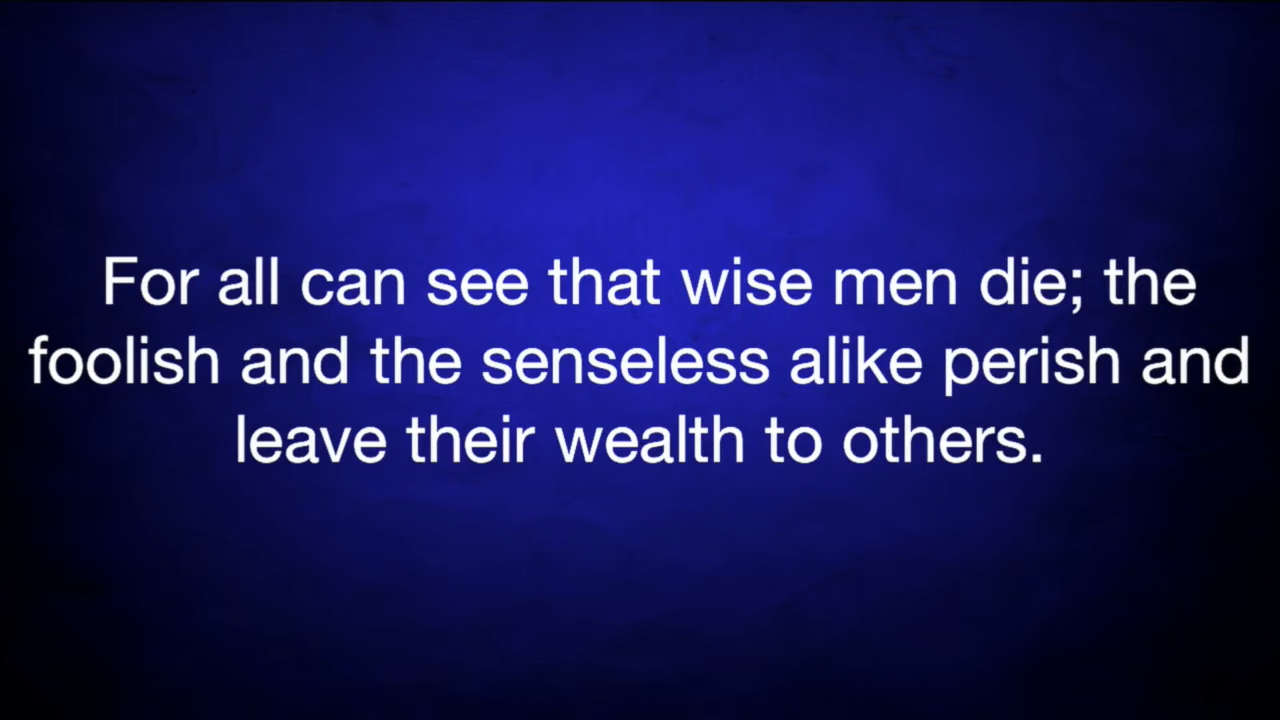 For all can see that wise men die; the
foolish and the senseless alike perish and
leave their wealth to others.